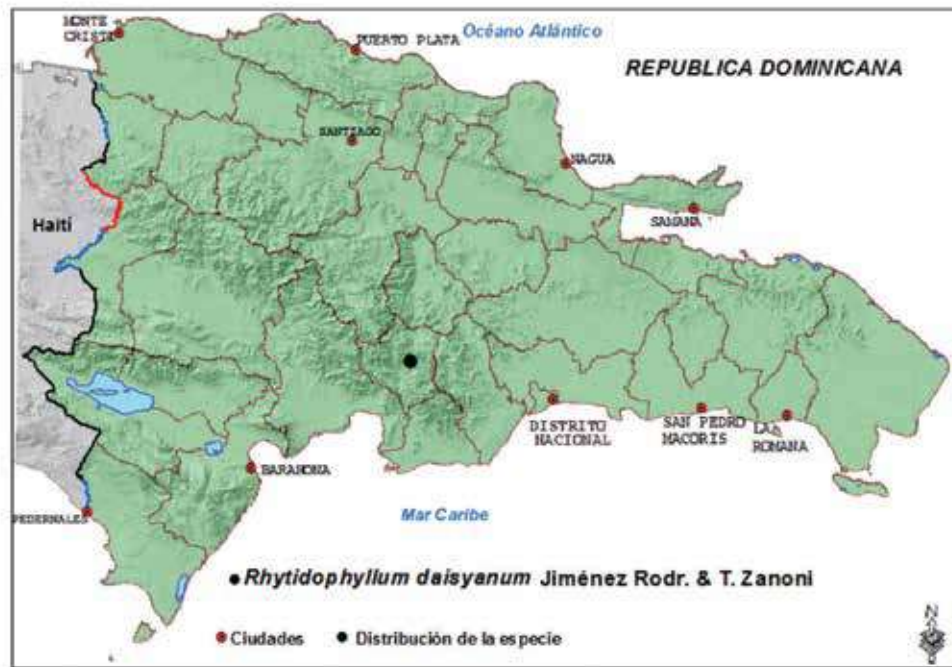 MONTE
CRISTI
PUERTO PLATA
Océano Atlántico
REPUBLICA DOMINICANA
SANTIAGO
NAGUA
SAMANA
Haití
DISTRITO
NACIONAL
SAN PEDRO
MACORIS
LA
ROMANA
BARAHONA
PEDERNALES
Mar Caribe
Rhytidophyllum daisyanum Jiménez Rodr. & T. Zanoni
Ciudades
Distribución de la especie
N